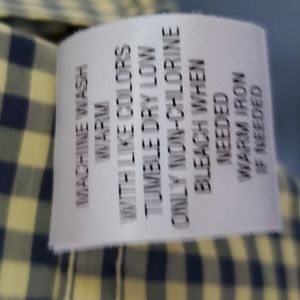 MACHINE WASH
WARM
WITH LIKE COLORS
TUMBLE DRY LOW
ONLY NON-CHLORINE
BLEACH WHEN
NEEDED
WARM IRON
IF NEEDED